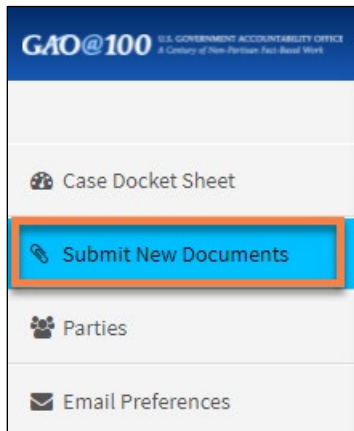 GAO@100 U.S. GOVERNMENT ACCOUNTABILITY OFFICE
A Century of Non-Partisan Fact-Based Work
Case Docket Sheet
Submit New Documents
Parties
Email Preferences